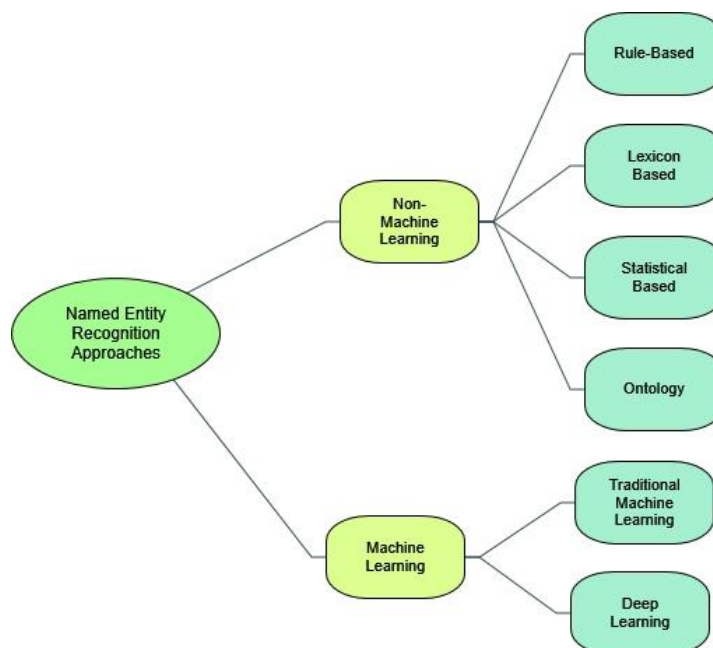 Rule-Based
Lexicon
Based
Non-
Machine
Learning
Statistical
Based
Named Entity
Recognition
Approaches
Ontology
Traditional
Machine
Learning
Machine
Learning
Deep
Learning